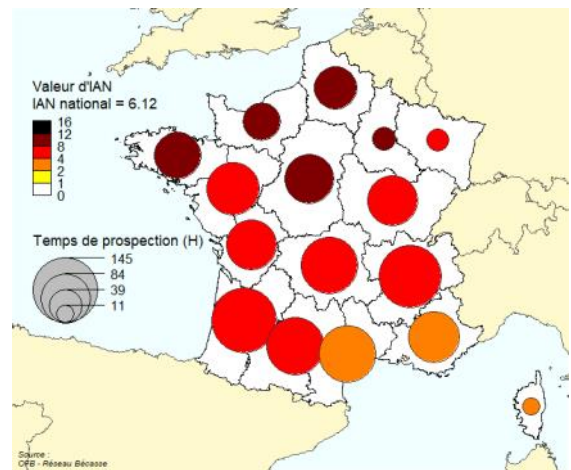 Valeur d'IAN
IAN national = 6.12
16
12
8
4
2
1
0
Temps de prospection (H)
145
84
39
11
Source :
OFB - Réseau Bécasse